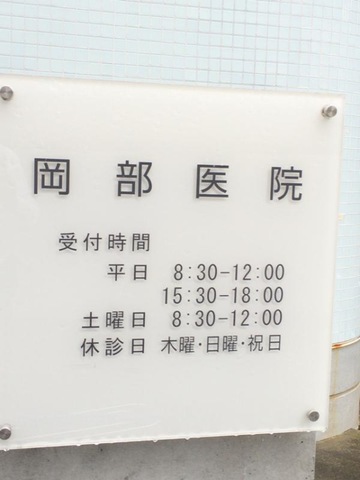 岡部医院
受付時間
平日 8:30-12:00
15:30-18:00
土曜日 8:30-12:00
休診日 木曜・日曜・祝日